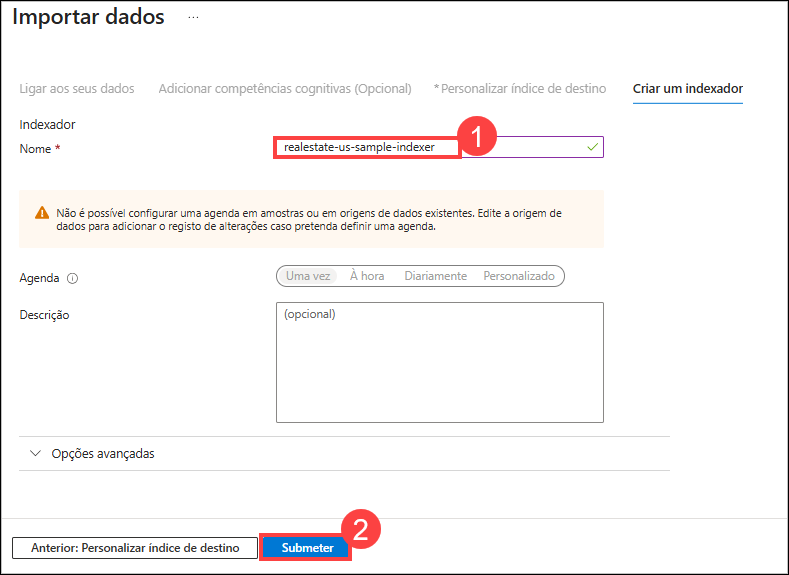 Importar dados ...
Ligar aos seus dados Adicionar competências cognitivas (Opcional) * Personalizar índice de destino Criar um indexador
Indexador
Nome * realestate-us-sample-indexer 1
Não é possível configurar uma agenda em amostras ou em origens de dados existentes. Edite a origem de
dados para adicionar o registo de alterações caso pretenda definir uma agenda.
Agenda Uma vez À hora Diariamente Personalizado
Descrição (opcional)
Opções avançadas
Anterior: Personalizar índice de destino Submeter 2